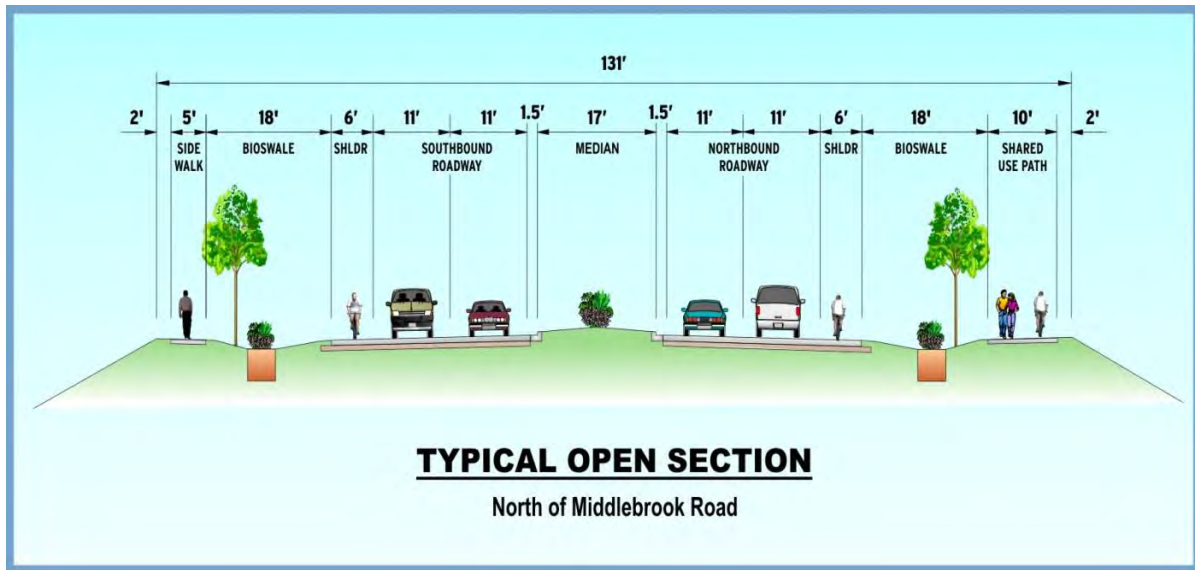 131'
2' 5' 18' 6' 11' 11' 1.5' 17' 1.5' 11' 11' 6' 18' 10' 2'
SIDE WALK
BIOSWALE
SHLDR
SOUTHBOUND ROADWAY
MEDIAN
NORTHBOUND ROADWAY
SHLDR
BIOSWALE
SHARED USE PATH
TYPICAL OPEN SECTION
North of Middlebrook Road